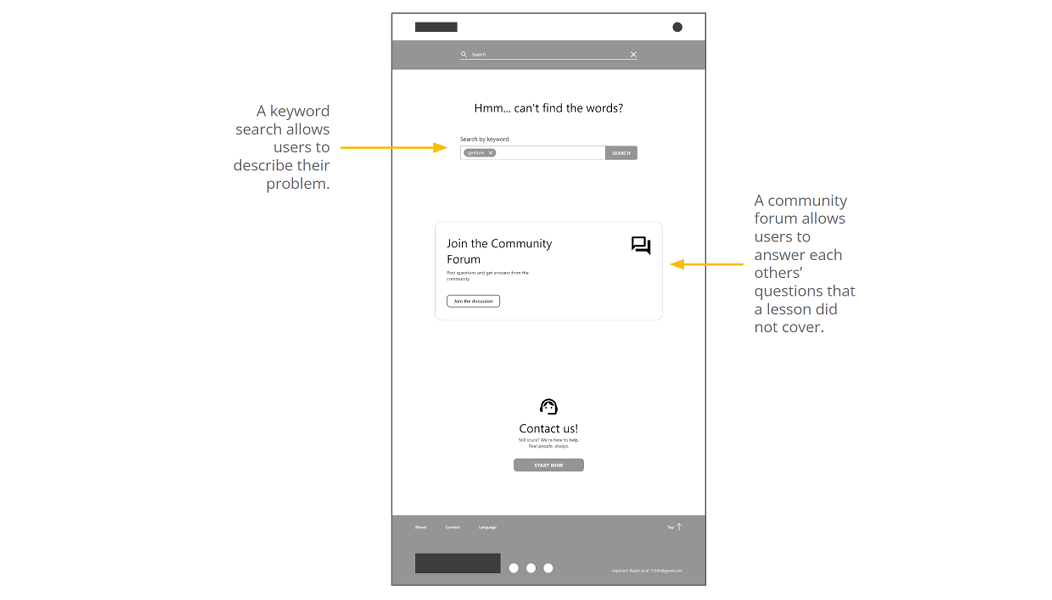 Search
Hmm... can't find the words?
A keyword
search allows
users to
describe their
problem.
Search by keyword
gesture
SEARCH
A community
forum allows
users to
answer each
others’
questions that
a lesson did
not cover.
Join the Community
Forum
Post questions and get answers from the
community
Join the discussion
Contact us!
Still stuck? We're here to help.
Real people, always.
START NOW
About
Contact
Language
Top
Inquiries? Reach us at